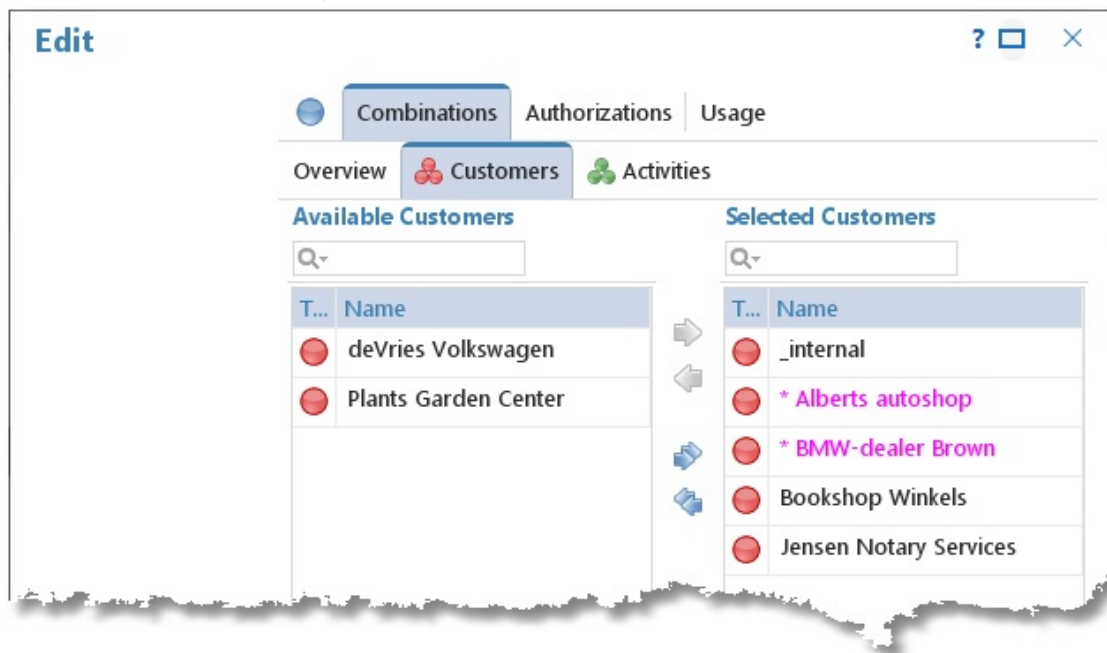 Edit ?
Combinations Authorizations Usage
Overview Customers Activities
Available Customers Selected Customers
T... Name T... Name
deVries Volkswagen _internal
Plants Garden Center * Alberts autoshop
* BMW-dealer Brown
Bookshop Winkels
Jensen Notary Services